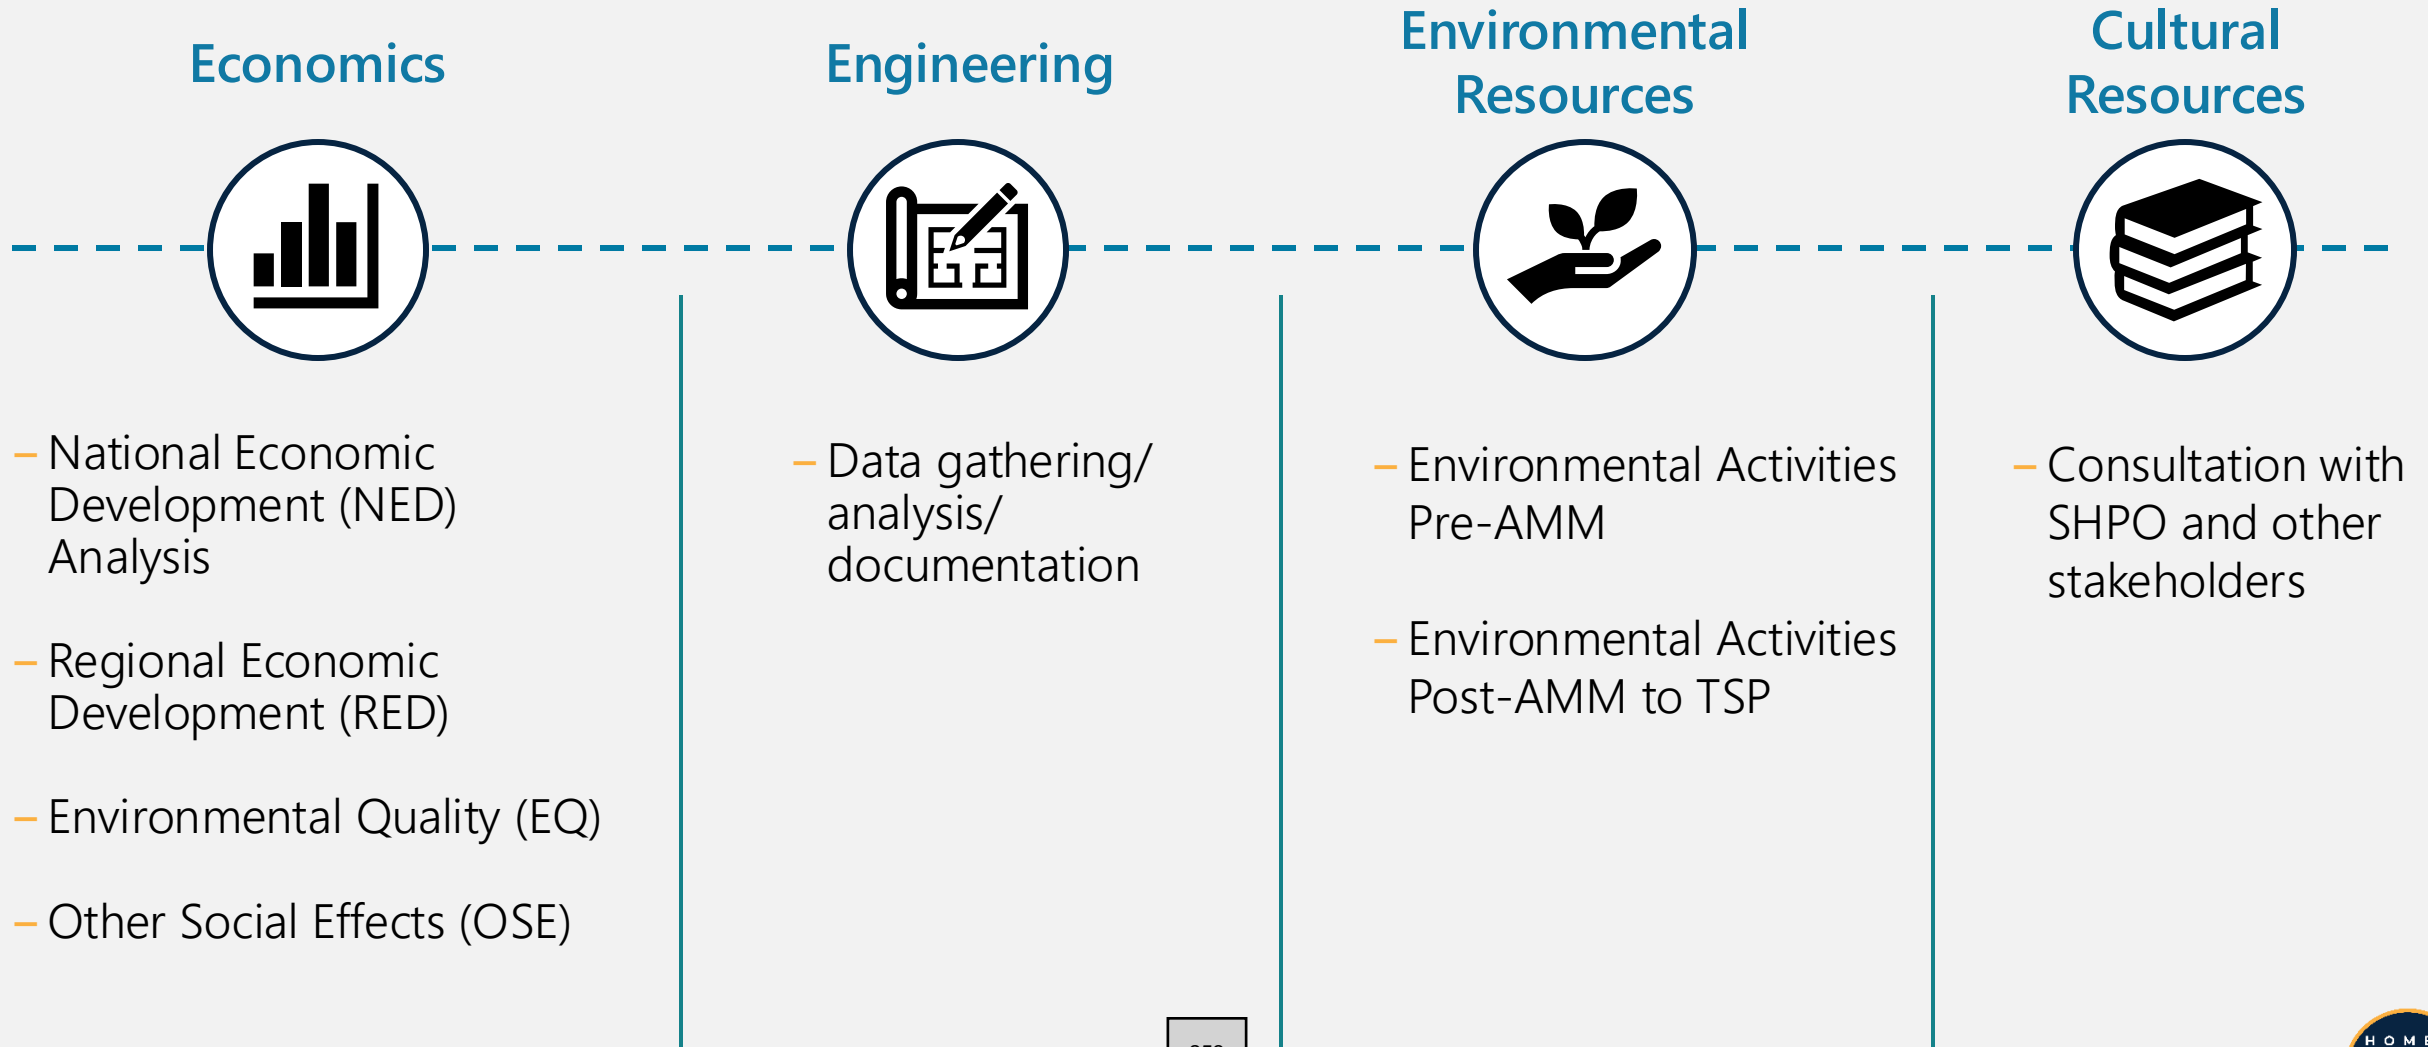 Economics
– National Economic
Development (NED)
Analysis
– Regional Economic
Development (RED)
– Environmental Quality (EQ)
– Other Social Effects (OSE)
Engineering
– Data gathering/
analysis/
documentation
Environmental
Resources
– Environmental Activities
Pre-AMM
– Environmental Activities
Post-AMM to TSP
Cultural
Resources
– Consultation with
SHPO and other
stakeholders